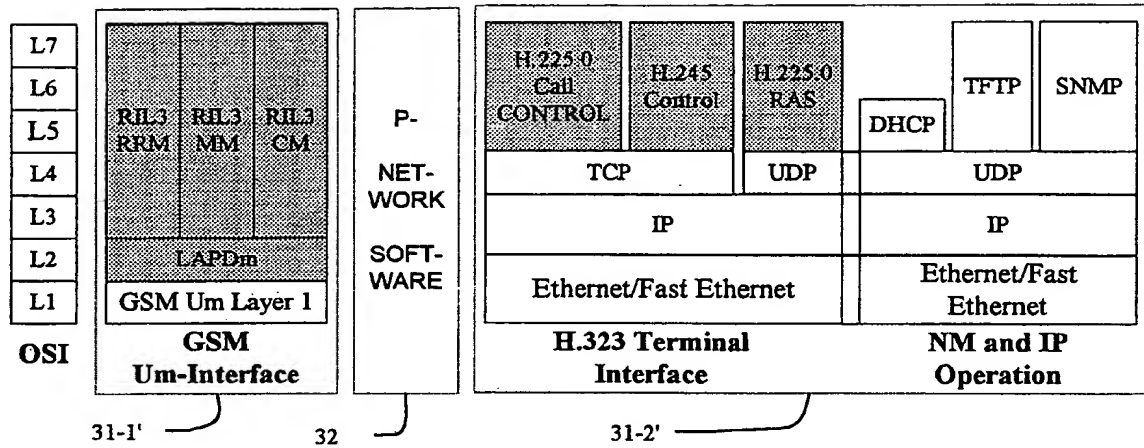 L7
L6
L5
L4
L3
L2
L1
OSI
RIL3
RRM
RIL3
MM
RIL3
CM
LAPDm
GSM Um Layer 1
GSM
Um-Interface
P-
NET-
WORK
SOFT-
WARE
H.225.0
Call
CONTROL
H.245
Control
H.225.0
RAS
TCP
UDP
IP
Ethernet/Fast Ethernet
H.323 Terminal
Interface
DHCP
TFTP
SNMP
UDP
IP
Ethernet/Fast
Ethernet
NM and IP
Operation
31-1'
32
31-2'